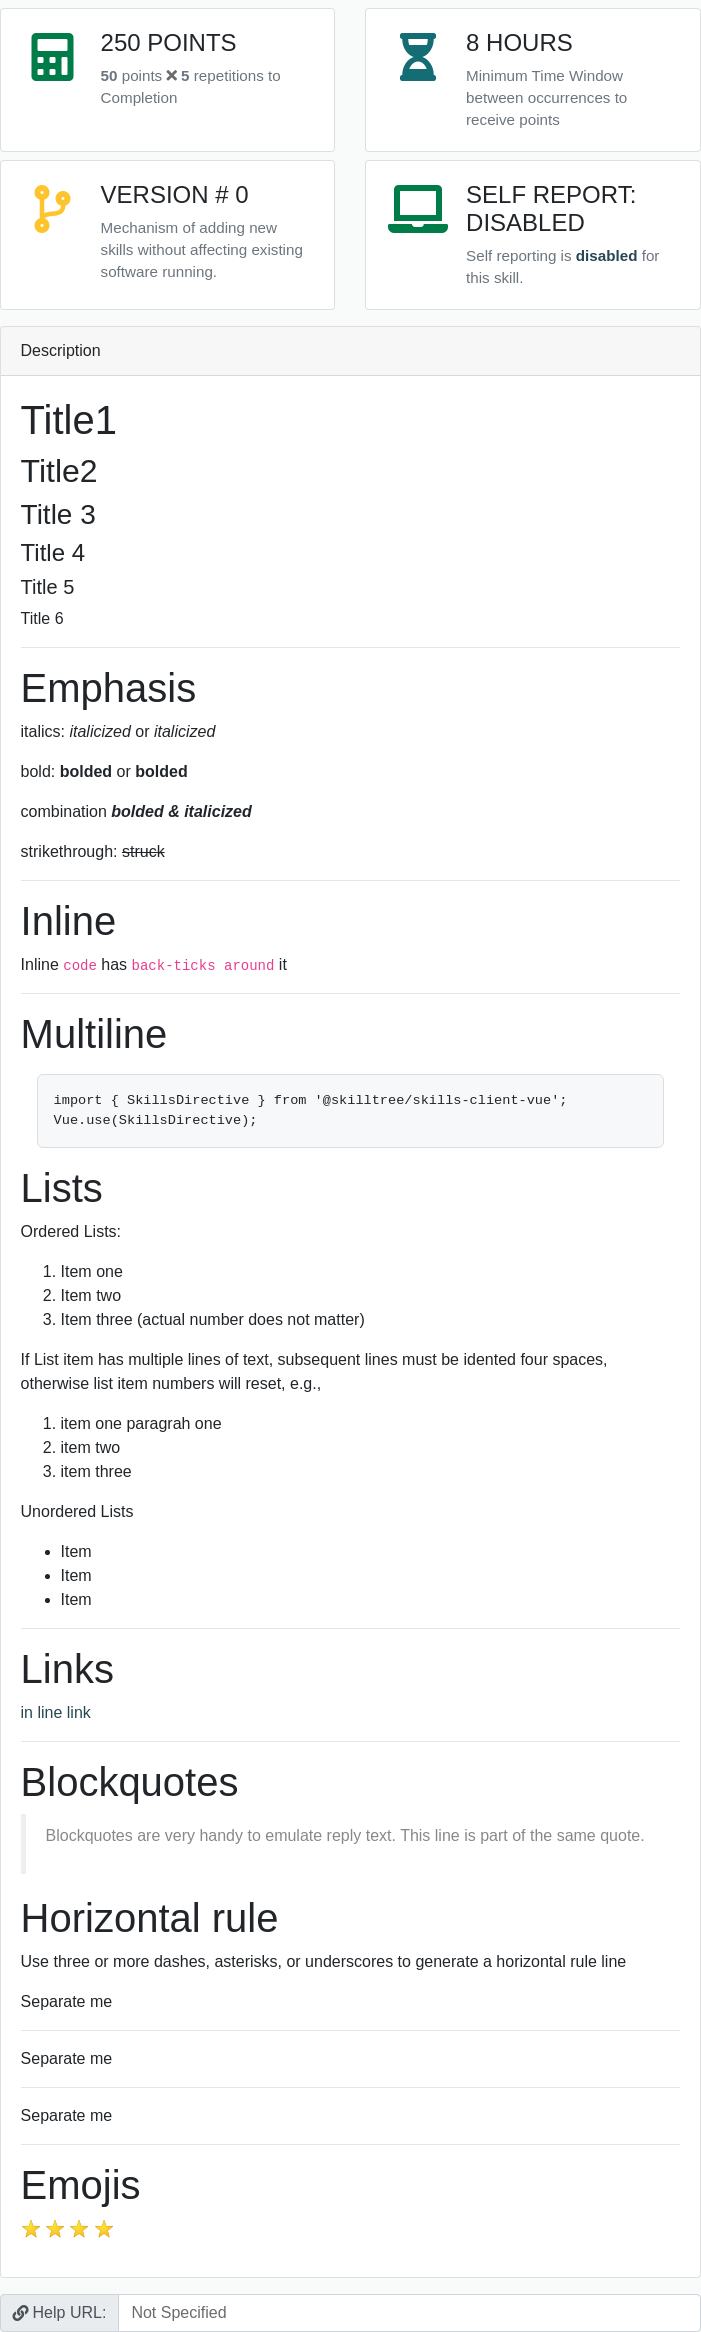 250 POINTS
50 points ✖ 5 repetitions to
Completion
8 HOURS
Minimum Time Window
between occurrences to
receive points
VERSION # 0
Mechanism of adding new
skills without affecting existing
software running.
SELF REPORT:
DISABLED
Self reporting is disabled for
this skill.
Description
Title1
Title2
Title 3
Title 4
Title 5
Title 6
Emphasis
italics: italicized or italicized
bold: bolded or bolded
combination bolded & italicized
strikethrough: struck
Inline
Inline code has back-ticks around it
Multiline
import { SkillsDirective } from '@skilltree/skills-client-vue';
Vue.use(SkillsDirective);
Lists
Ordered Lists:
1. Item one
2. Item two
3. Item three (actual number does not matter)
If List item has multiple lines of text, subsequent lines must be idented four spaces,
otherwise list item numbers will reset, e.g.,
1. item one paragrah one
2. item two
3. item three
Unordered Lists
• Item
• Item
• Item
Links
in line link
Blockquotes
Blockquotes are very handy to emulate reply text. This line is part of the same quote.
Horizontal rule
Use three or more dashes, asterisks, or underscores to generate a horizontal rule line
Separate me
Separate me
Separate me
Emojis
⭐ ⭐ ⭐ ⭐
Help URL: Not Specified